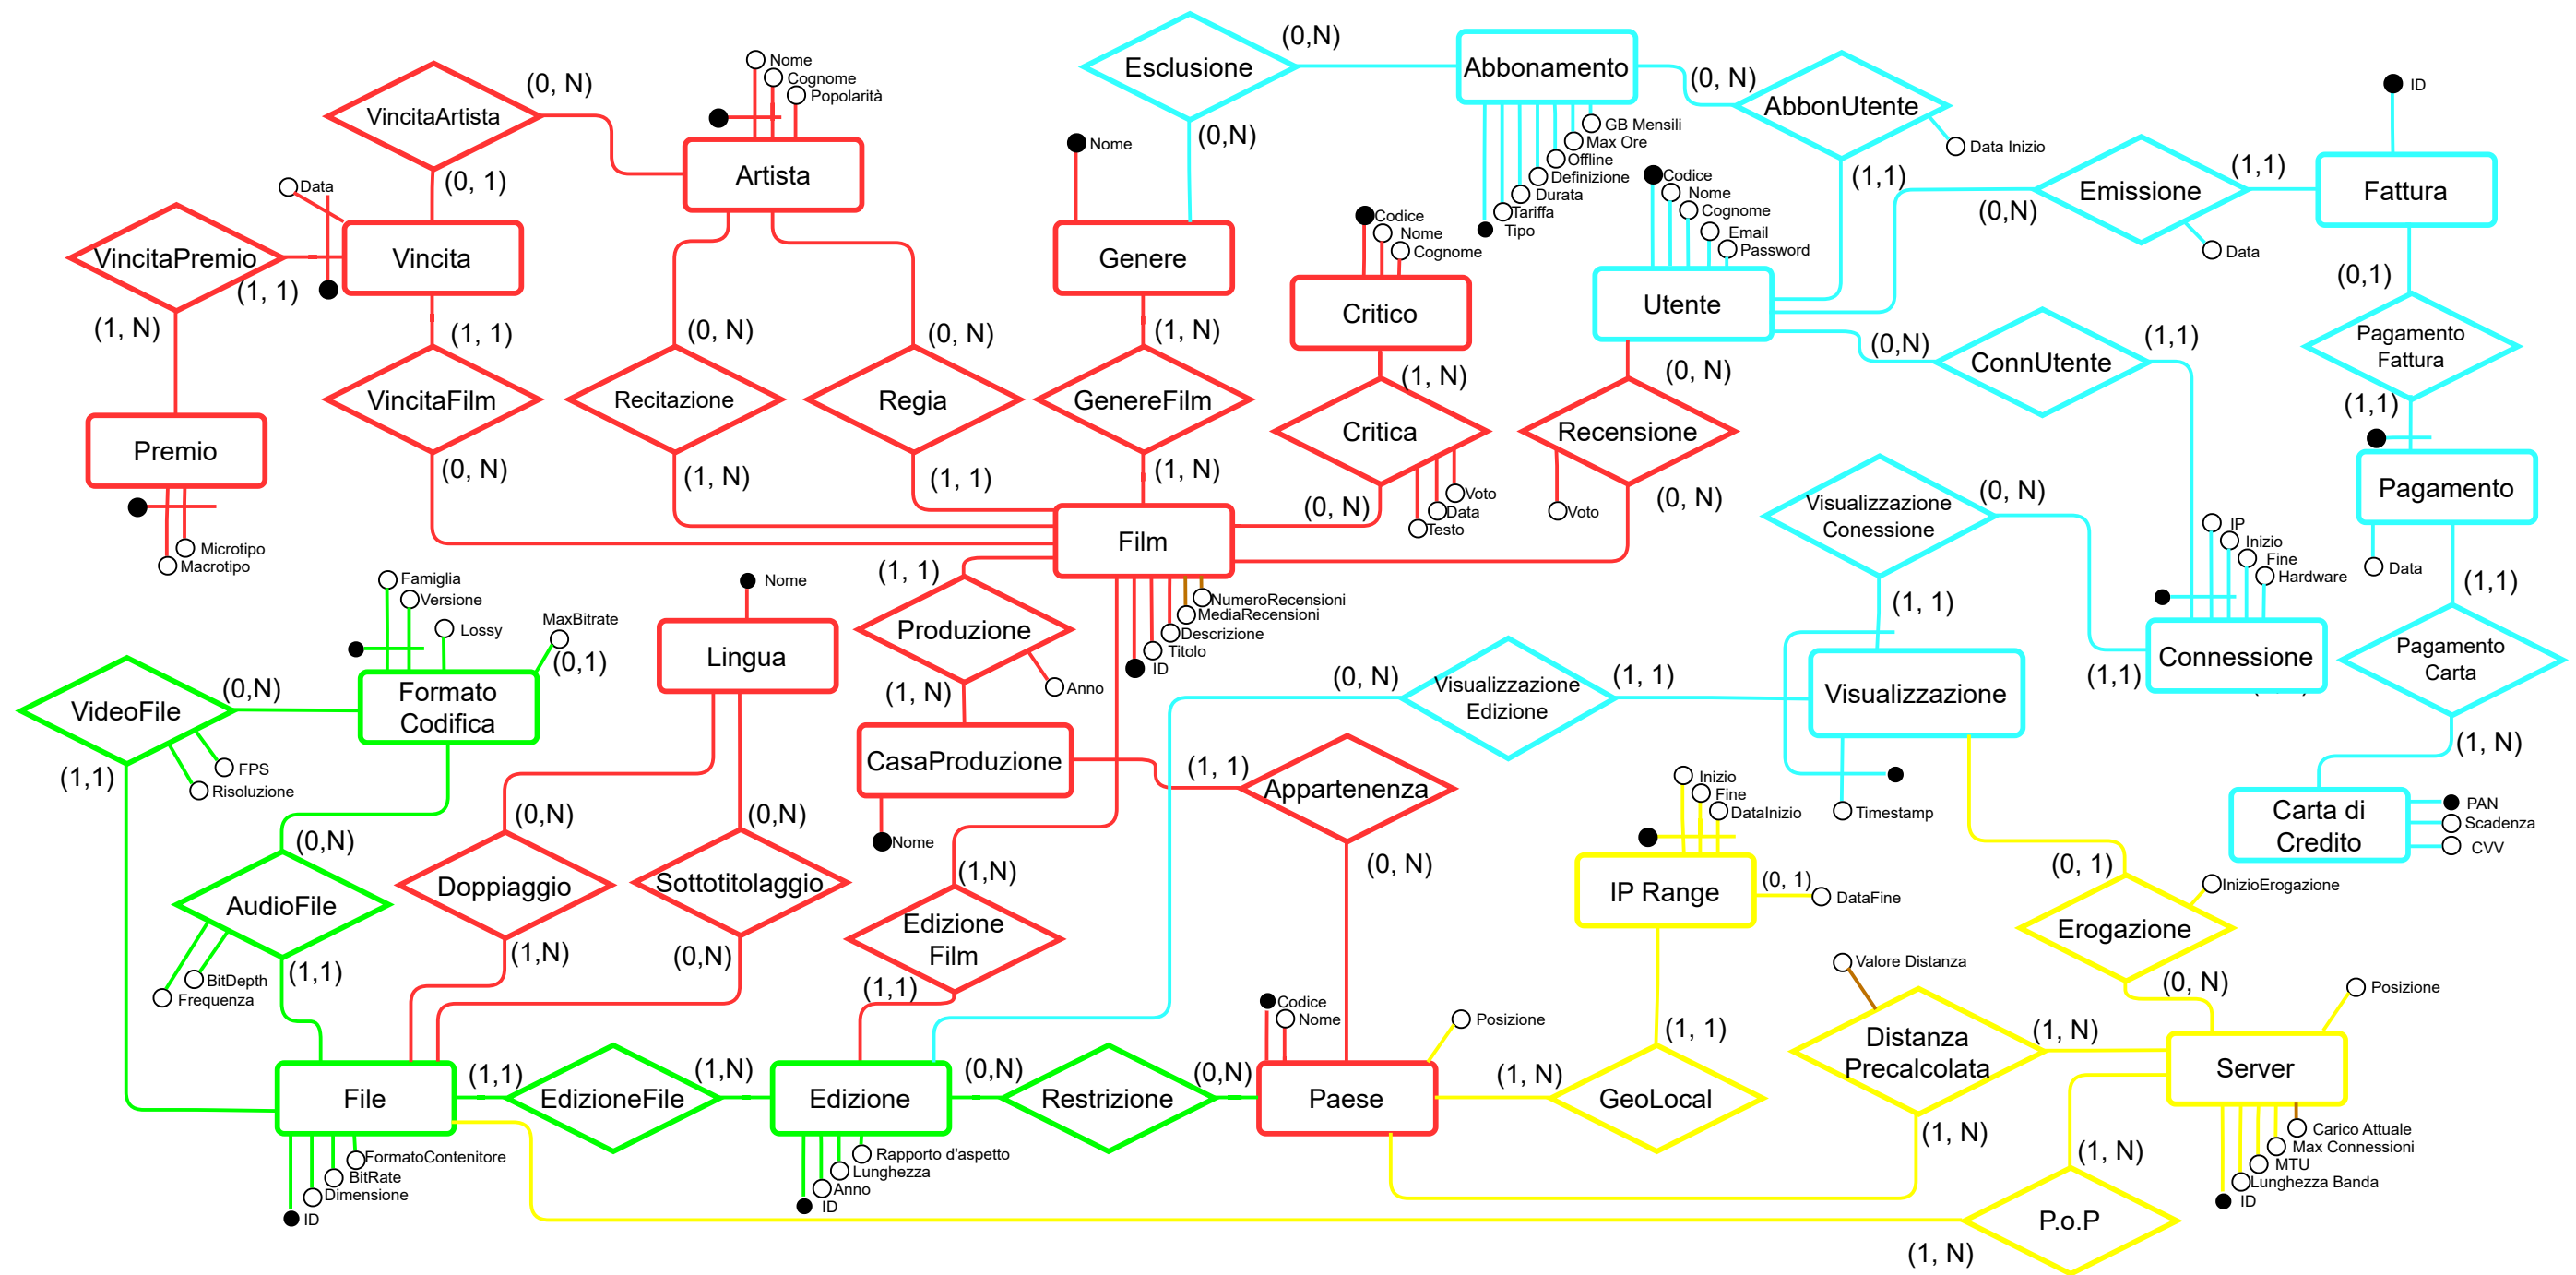 Esclusione
(0,N)
(0,N)
Abbonamento
GB Mensili
Max Ore
Offline
Definizione
Durata
Tariffa
Tipo
(0, N)
AbbonUtente
Data Inizio
(1,1)
ID
Fattura
(1,1)
Emissione
(0,N)
Data
(0,1)
Pagamento
Fattura
(1,1)
Pagamento
Data
(1,1)
Pagamento
Carta
(1, N)
Carta di
Credito
PAN
Scadenza
CVV
VincitaArtista
(0, N)
(0, 1)
Nome
Cognome
Popolarità
Artista
Data
Vincita
VincitaPremio
(1, 1)
(1, N)
Premio
Microtipo
Macrotipo
(1, 1)
VincitaFilm
(0, N)
(0, N)
Recitazione
(1, N)
(0, N)
Regia
(1, 1)
Nome
Genere
(1, N)
GenereFilm
(1, N)
Codice
Nome
Cognome
Critico
(1, N)
Critica
Voto
Data
Testo
(0, N)
Codice
Nome
Cognome
Email
Password
Utente
(0, N)
Recensione
Voto
(0, N)
(0,N)
ConnUtente
(1,1)
Visualizzazione
Conessione
(0, N)
(1, 1)
IP
Inizio
Fine
Hardware
Connessione
(1,1)
Film
NumeroRecensioni
MediaRecensioni
Descrizione
Titolo
ID
(1, 1)
Produzione
Anno
(1, N)
CasaProduzione
Nome
(1, 1)
Appartenenza
(0, N)
Famiglia
Versione
Lossy
MaxBitrate
(0,1)
Formato
Codifica
(0,N)
VideoFile
FPS
Risoluzione
(1,1)
(0,N)
AudioFile
BitDepth
Frequenza
(1,1)
Nome
Lingua
(0,N)
Doppiaggio
(1,N)
(0,N)
Sottotitolaggio
(0,N)
(1,N)
Edizione
Film
(1,1)
(0, N)
Visualizzazione
Edizione
(1, 1)
Visualizzazione
Timestamp
(0, 1)
InizioErogazione
Erogazione
(0, N)
Inizio
Fine
DataInizio
IP Range
(0, 1)
DataFine
(1, 1)
GeoLocal
(1, N)
Valore Distanza
Distanza
Precalcolata
(1, N)
(1, N)
Posizione
Server
Carico Attuale
Max Connessioni
MTU
Lunghezza Banda
ID
(1, N)
P.o.P
(1, N)
File
FormatoContenitore
BitRate
Dimensione
ID
(1,1)
EdizioneFile
(1,N)
Edizione
Rapporto d'aspetto
Lunghezza
Anno
ID
(0,N)
Restrizione
(0,N)
Codice
Nome
Posizione
Paese